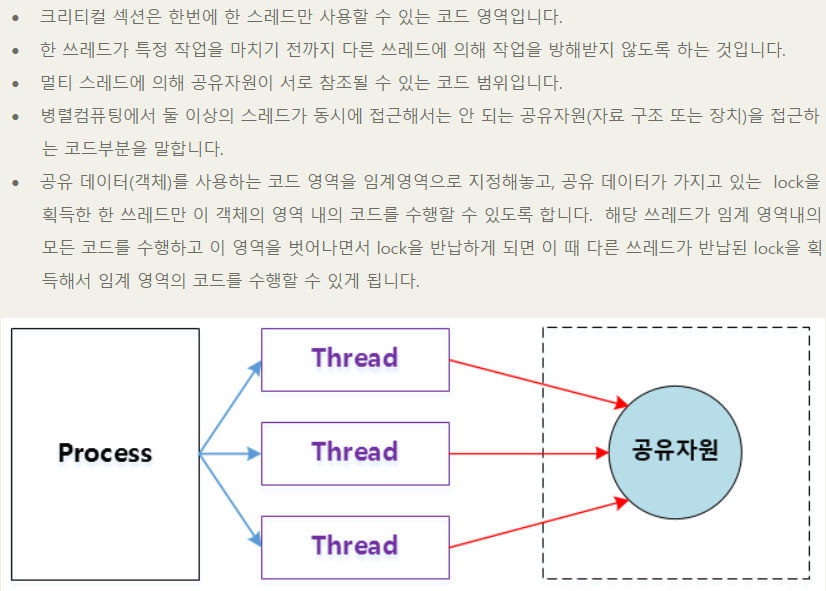 • 크리티컬 섹션은 한번에 한 스레드만 사용할 수 있는 코드 영역입니다.
• 한 쓰레드가 특정 작업을 마치기 전까지 다른 쓰레드에 의해 작업을 방해받지 않도록 하는 것입니다.
• 멀티 스레드에 의해 공유자원이 서로 참조될 수 있는 코드 범위입니다.
• 병렬컴퓨팅에서 둘 이상의 스레드가 동시에 접근해서는 안 되는 공유자원(자료 구조 또는 장치)을 접근하
는 코드부분을 말합니다.
• 공유 데이터(객체)를 사용하는 코드 영역을 임계영역으로 지정해놓고, 공유 데이터가 가지고 있는 lock을
획득한 한 쓰레드만 이 객체의 영역 내의 코드를 수행할 수 있도록 합니다. 해당 쓰레드가 임계 영역내의
모든 코드를 수행하고 이 영역을 벗어나면서 lock을 반납하게 되면 이 때 다른 쓰레드가 반납된 lock을 획
득해서 임계 영역의 코드를 수행할 수 있게 됩니다.
Process
Thread
Thread
Thread
공유자원